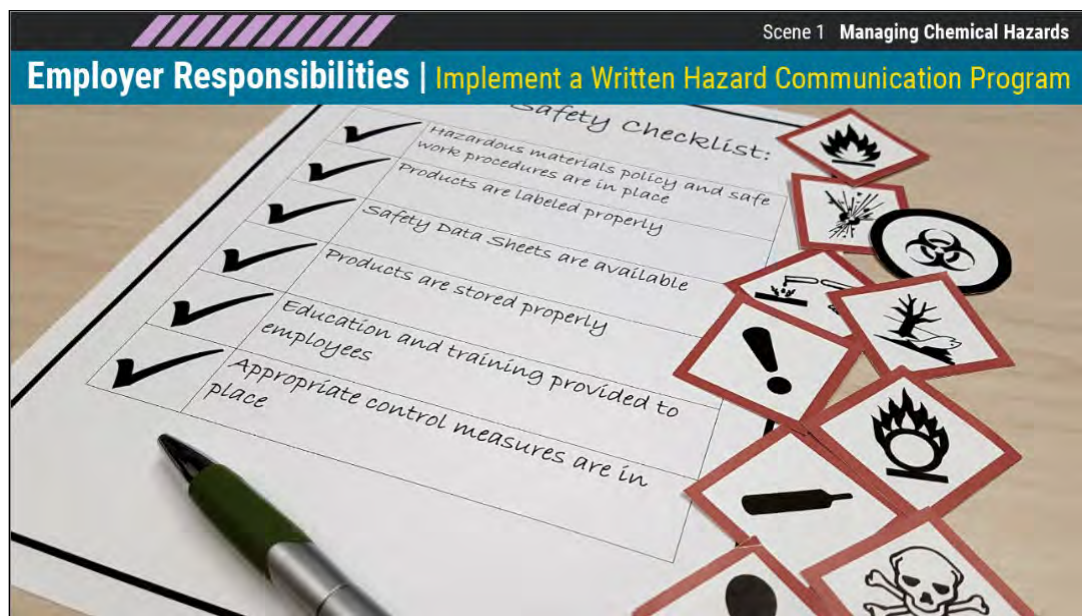 Scene 1 Managing Chemical Hazards
Employer Responsibilities | Implement a Written Hazard Communication Program
Safety Checklist:
Hazardous materials policy and safe
work procedures are in place
Products are labeled properly
Safety Data Sheets are available
Products are stored properly
Education and training provided to
employees
Appropriate control measures are in
place